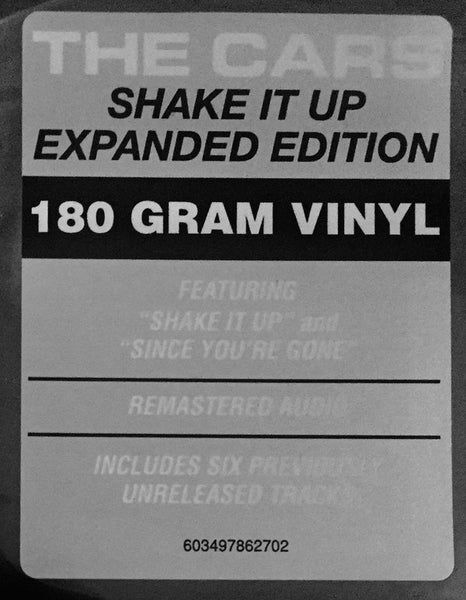 THE CARS
SHAKE IT UP
EXPANDED EDITION
180 GRAM VINYL
FEATURING
"SHAKE IT UP" and
"SINCE YOU'RE GONE"
REMASTERED AUDIO
INCLUDES SIX PREVIOUSLY
UNRELEASED TRACKS
603497862702